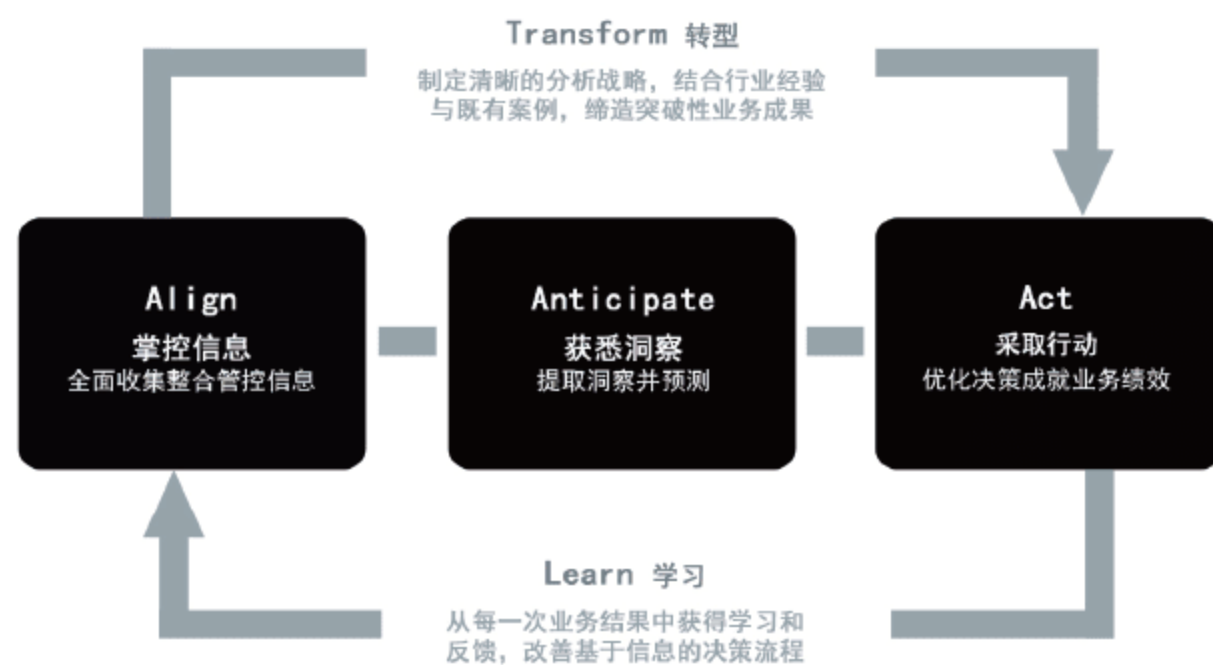 Transform 转型
制定清晰的分析战略，结合行业经验
与既有案例，缔造突破性业务成果
Align
掌控信息
全面收集整合管控信息
Anticipate
获悉洞察
提取洞察并预测
Act
采取行动
优化决策成就业务绩效
Learn 学习
从每一次业务结果中获得学习和
反馈，改善基于信息的决策流程